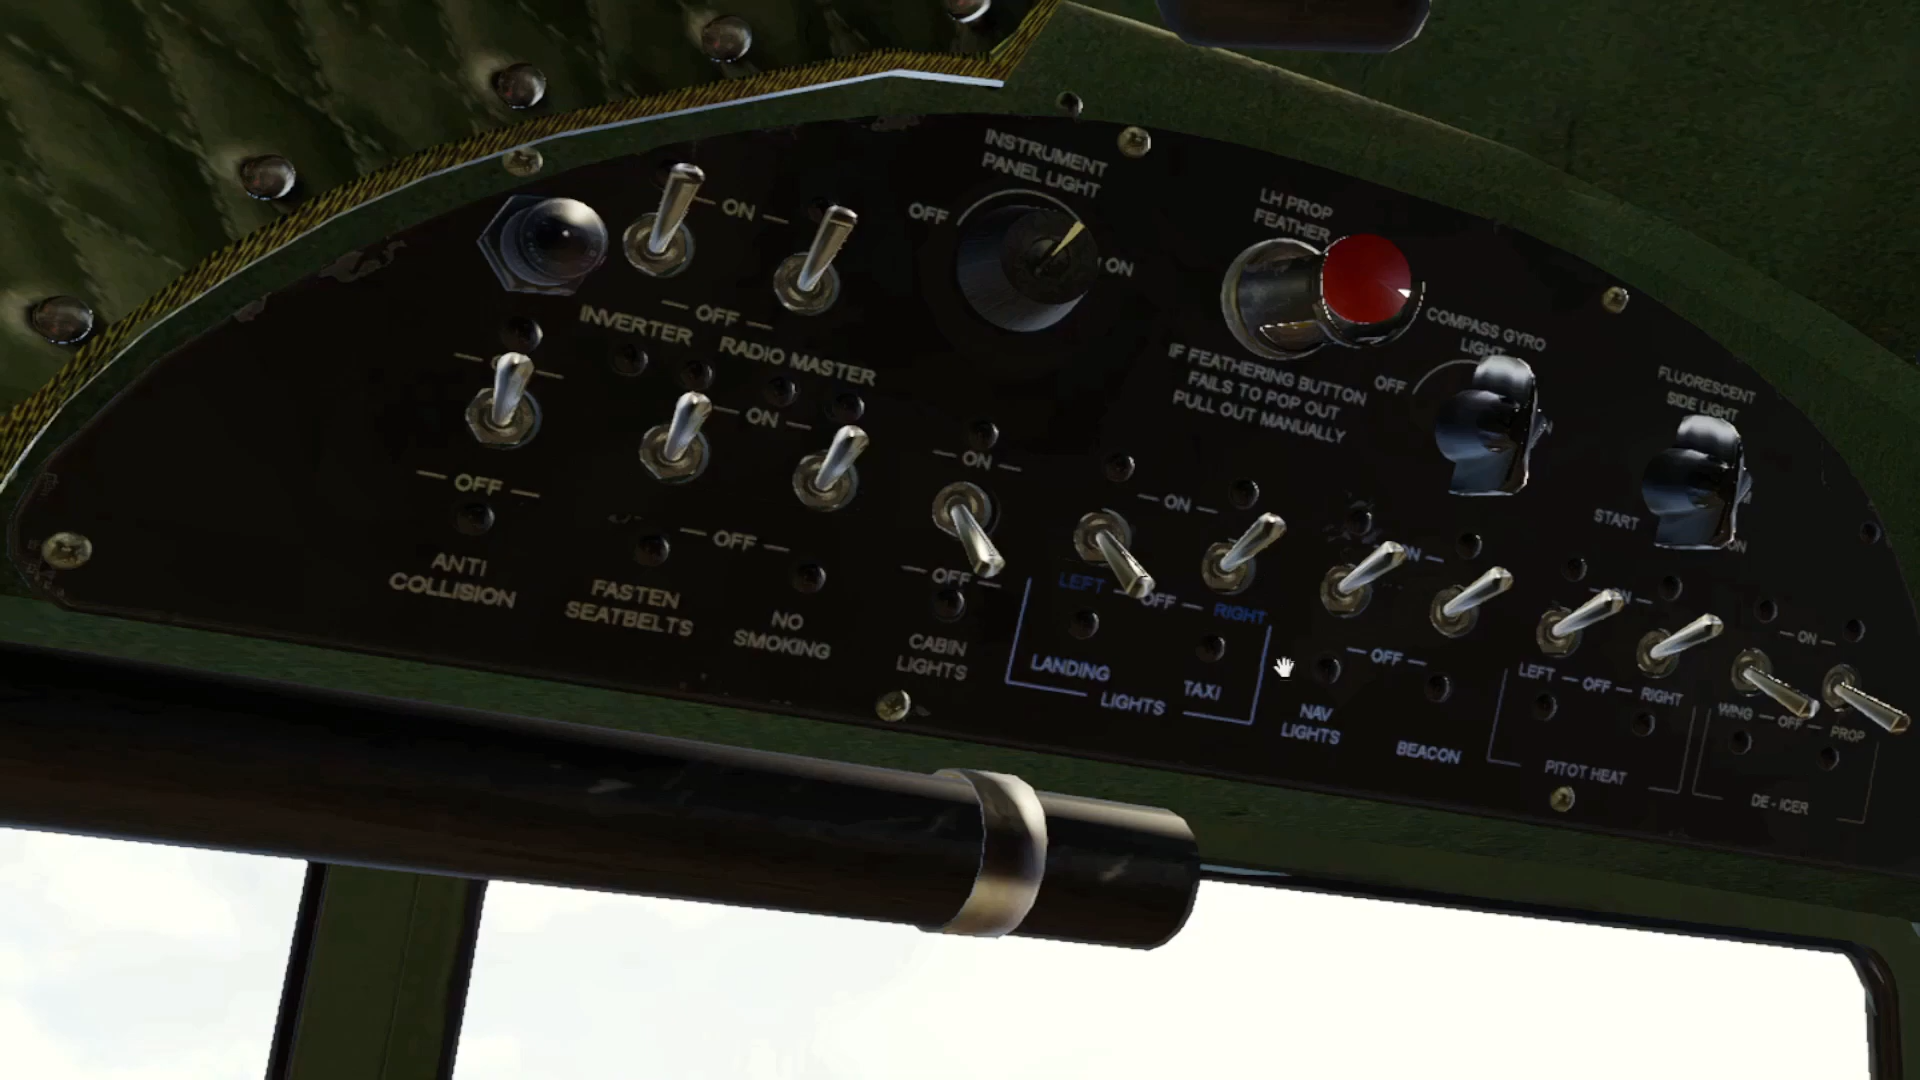 INSTRUMENT
PANEL LIGHT
OFF
ON
LH PROP
FEATHER
IF FEATHERING BUTTON
FAILS TO POP OUT
PULL OUT MANUALLY
COMPASS GYRO
LIGHT
OFF
FLUORESCENT
SIDE LIGHT
START
ON
— ON —
— OFF —
INVERTER
RADIO MASTER
— OFF —
ANTI
COLLISION
— ON —
— OFF —
FASTEN
SEATBELTS
NO
SMOKING
— ON —
— OFF —
CABIN
LIGHTS
— ON —
LEFT — OFF — RIGHT
LANDING
TAXI
LIGHTS
ON —
— OFF —
NAV
LIGHTS
BEACON
ON —
LEFT — OFF — RIGHT
PITOT HEAT
— ON —
WING — OFF — PROP
DE - ICER